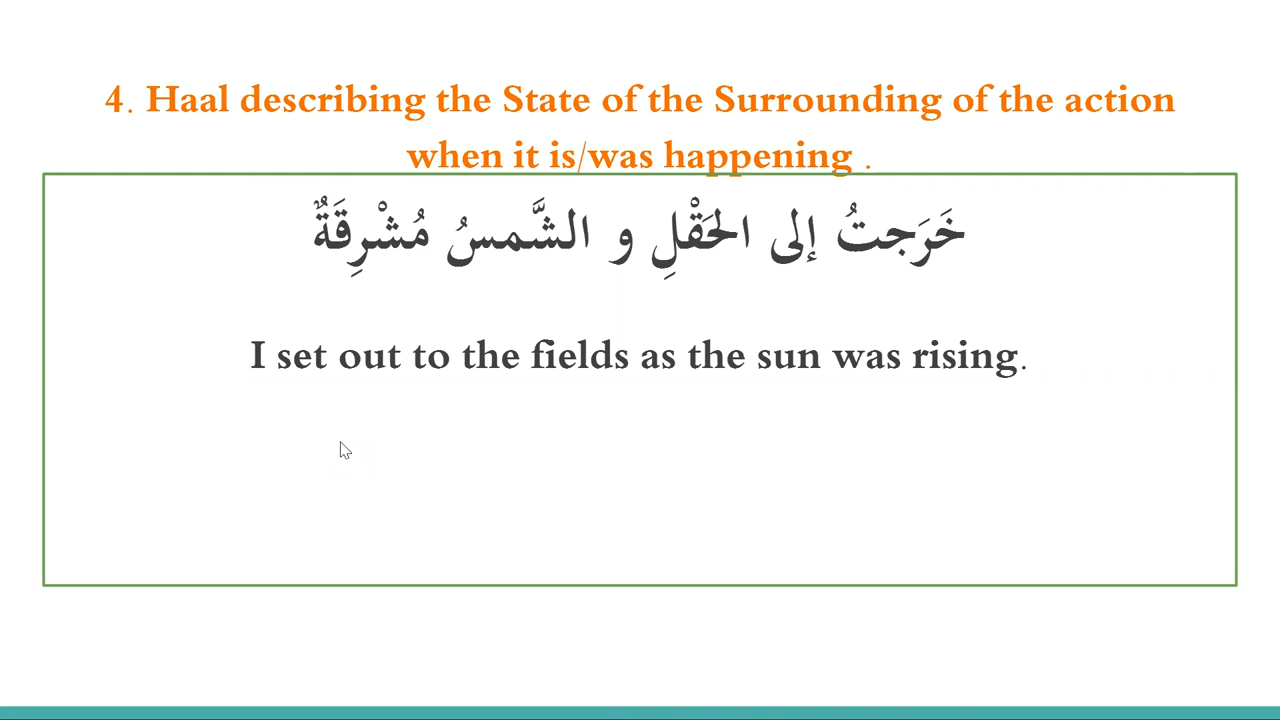 4. Haal describing the State of the Surrounding of the action
when it is/was happening .
خَرَجتُ إلى الحَقْلِ و الشَّمسُ مُشْرِقَةٌ
I set out to the fields as the sun was rising.